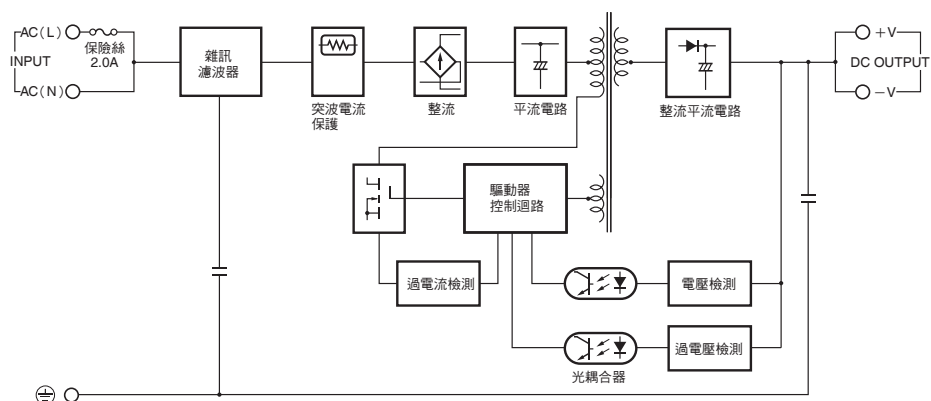 AC(L)
保險絲
2.0A
INPUT
AC(N)
雜訊
濾波器
突波電流
保護
整流
平流電路
整流平流電路
+V
DC OUTPUT
−V
驅動器
控制迴路
過電流檢測
電壓檢測
過電壓檢測
光耦合器